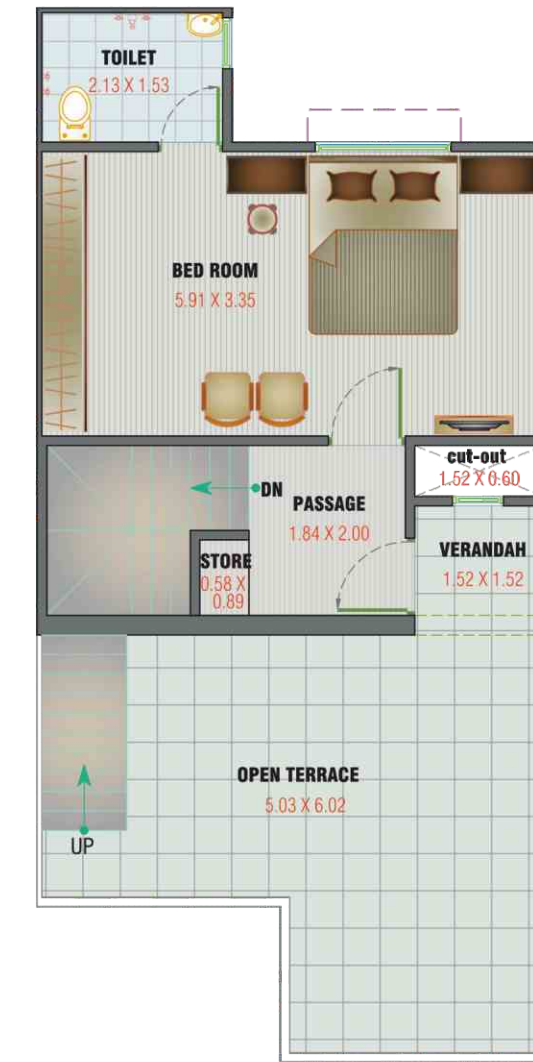 TOILET
2.13 X 1.53
BED ROOM
5.91 X 3.35
cut-out
1.52 X 0.60
DN
PASSAGE
1.84 X 2.00
STORE
0.58 X
0.89
VERANDAH
1.52 X 1.52
OPEN TERRACE
5.03 X 6.02
UP